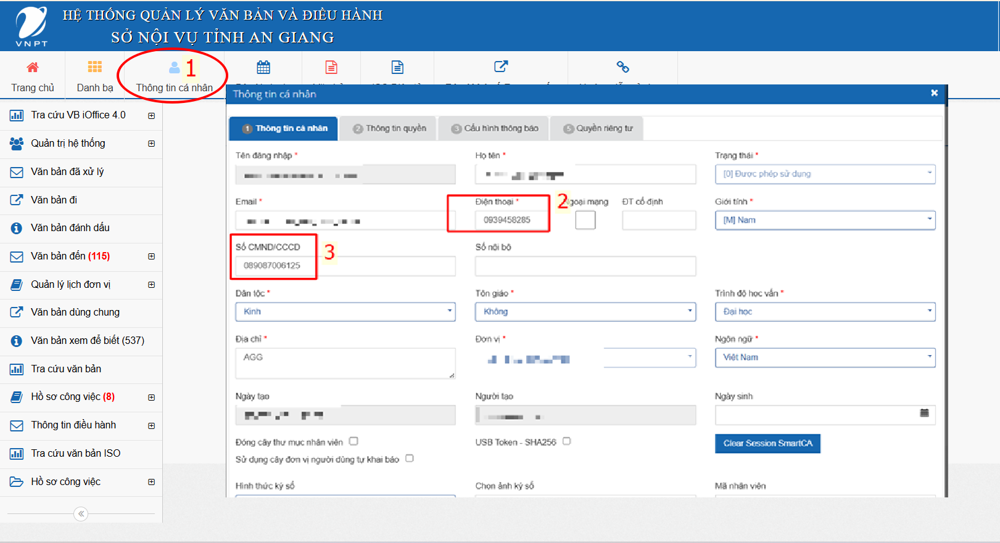 HỆ THỐNG QUẢN LÝ VĂN BẢN VÀ ĐIỀU HÀNH
SỞ NỘI VỤ TỈNH AN GIANG
VNPT
1
Trang chủ
Danh bạ
Thông tin cá nhân
Tra cứu VB iOffice 4.0
Quản trị hệ thống
Văn bản đã xử lý
Văn bản đi
Văn bản đánh dấu
Văn bản đến (115)
Quản lý lịch đơn vị
Văn bản dùng chung
Văn bản xem để biết (537)
Tra cứu văn bản
Hồ sơ công việc (8)
Thông tin điều hành
Tra cứu văn bản ISO
Hồ sơ công việc
Thông tin cá nhân
1 Thông tin cá nhân
2 Thông tin quyền
3 Cấu hình thông báo
5 Quyền riêng tư
Tên đăng nhập *
Họ tên *
Trạng thái *
[0] Được phép sử dụng
Email *
Điện thoại *
2
goại mạng
ĐT cố định
Giới tính *
0939458285
[M] Nam
Số CMND/CCCD
3
Số nội bộ
089087006125
Dân tộc *
Tôn giáo *
Trình độ học vấn *
Kinh
Không
Đại học
Địa chỉ *
Đơn vị *
Ngôn ngữ *
AGG
Việt Nam
Ngày tạo
Người tạo
Ngày sinh
Đóng cây thư mục nhân viên
USB Token - SHA256
Clear Session SmartCA
Sử dụng cây đơn vị người dùng tự khai báo
Hình thức ký số
Chọn ảnh ký số
Mã nhân viên